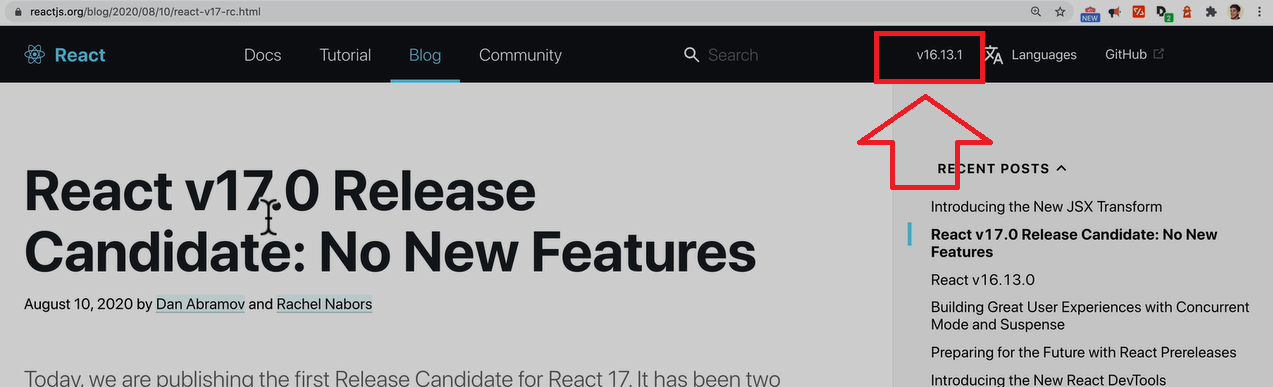 reactjs.org/blog/2020/08/10/react-v17-rc.html
NEW
2
React
Docs
Tutorial
Blog
Community
Search
v16.13.1
Languages
GitHub
React v17.0 Release
Candidate: No New Features
August 10, 2020 by Dan Abramov and Rachel Nabors
Today, we are publishing the first Release Candidate for React 17. It has been two
RECENT POSTS
Introducing the New JSX Transform
React v17.0 Release Candidate: No New
Features
React v16.13.0
Building Great User Experiences with Concurrent
Mode and Suspense
Preparing for the Future with React Prereleases
Introducing the New React DevTools